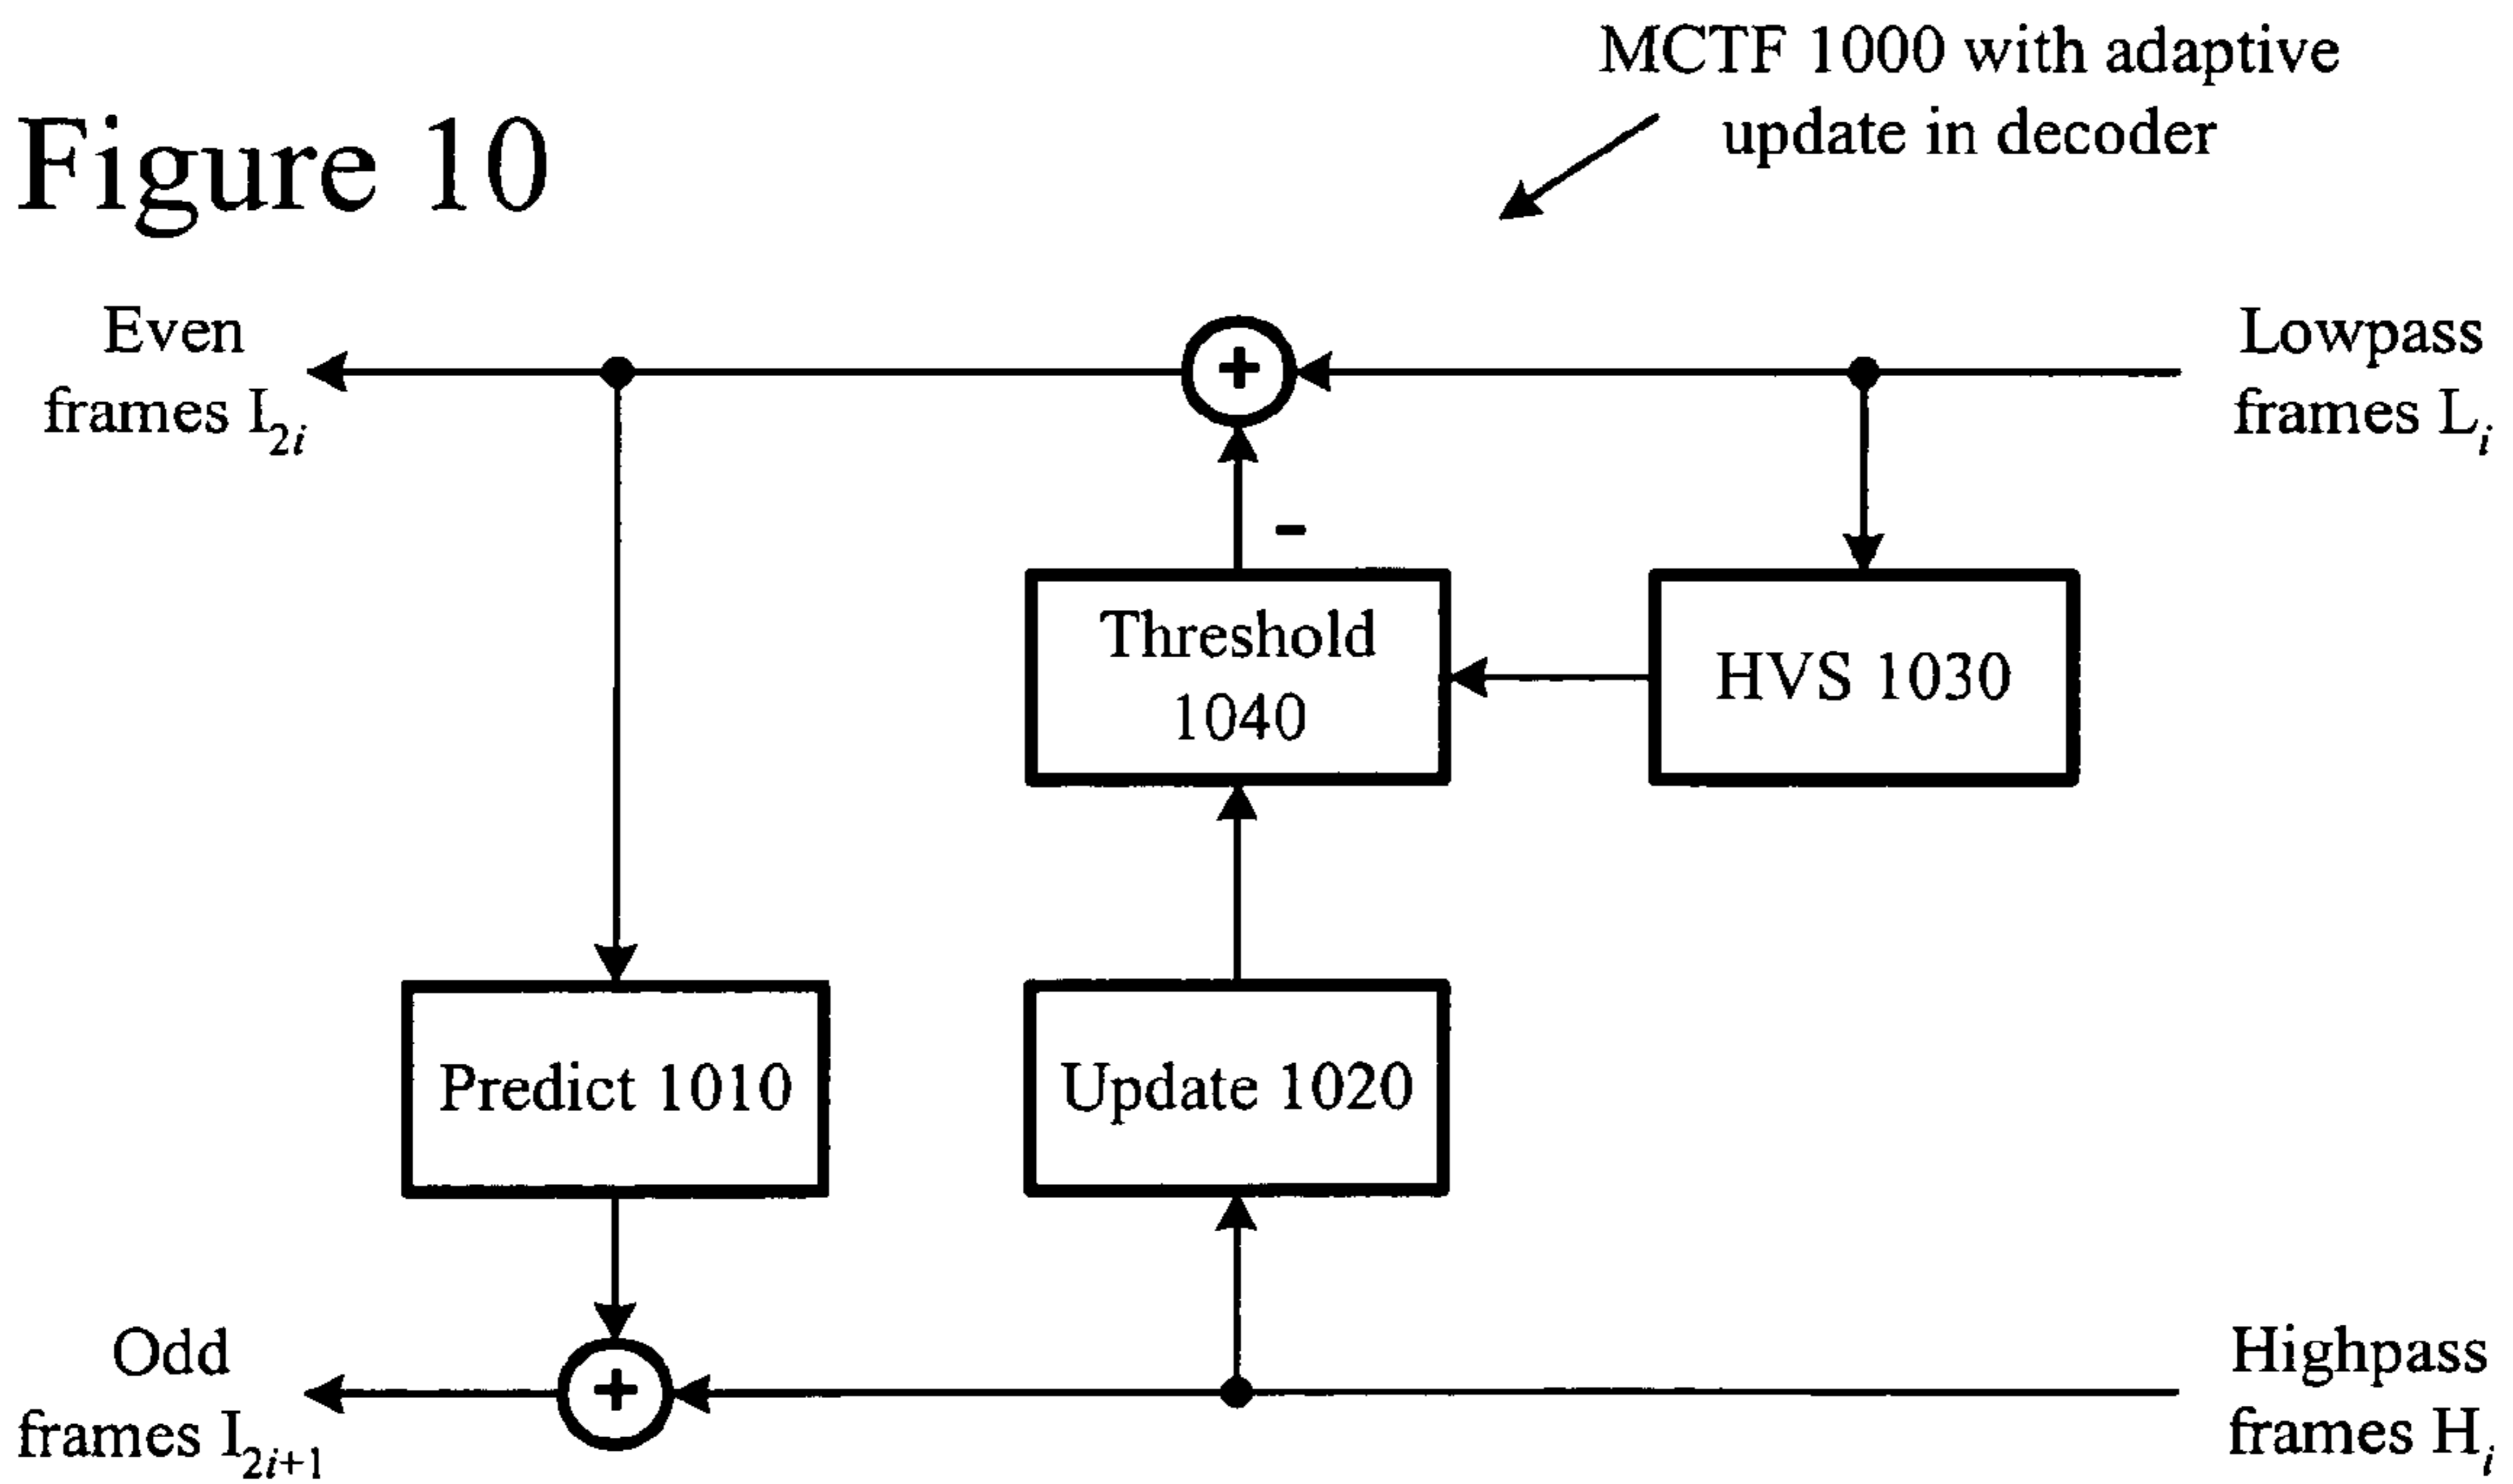 MCTF 1000 with adaptive
update in decoder
Figure 10
Even
frames I2i
+
Lowpass
frames Li
-
Threshold
1040
HVS 1030
Predict 1010
Update 1020
Odd
frames I2i+1
+
Highpass
frames Hi